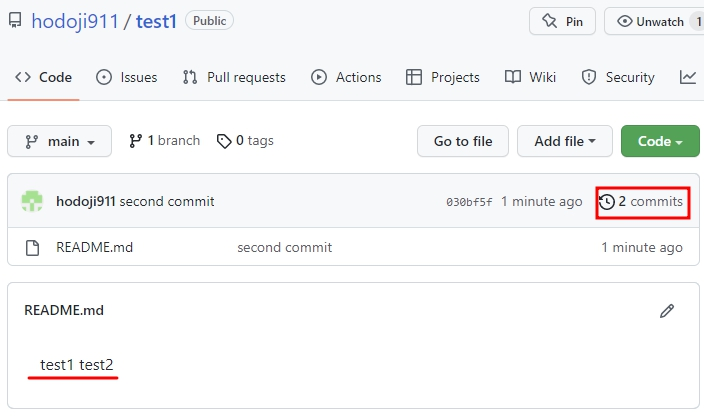 hodoji911 / test1 Public Pin Unwatch 1
Code Issues Pull requests Actions Projects Wiki Security
main 1 branch 0 tags Go to file Add file Code
hodoji911 second commit 030bf5f 1 minute ago 2 commits
README.md second commit 1 minute ago
README.md
test1 test2